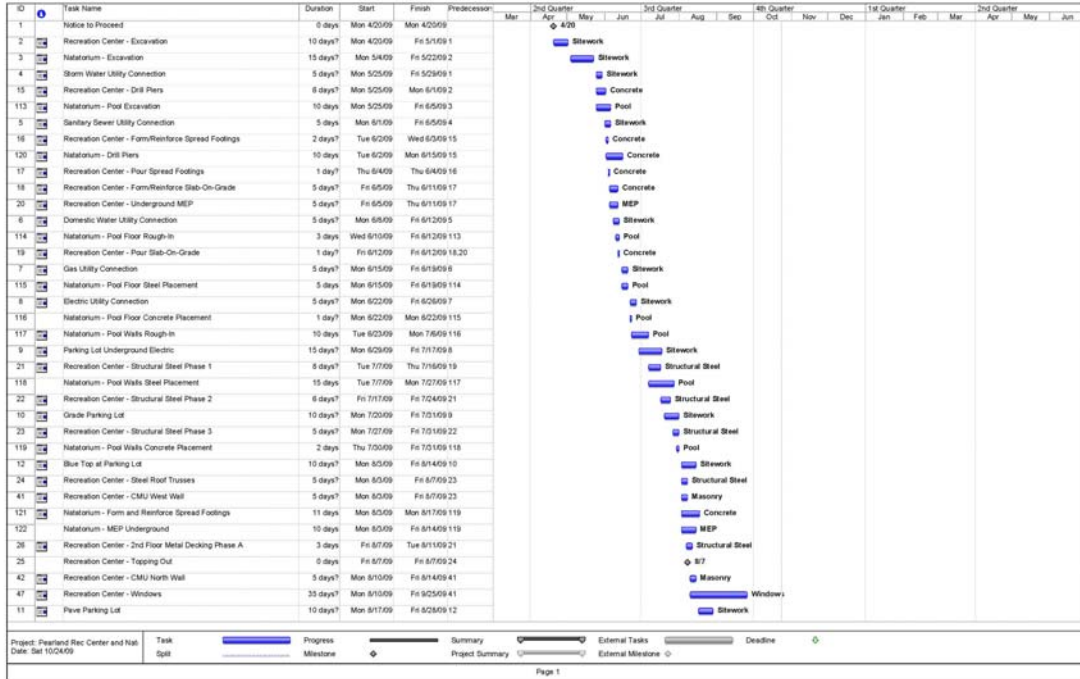 ID Task Name Duration Start Finish Predecessors 2nd Quarter 3rd Quarter 4th Quarter 1st Quarter 2nd Quarter
Mar Apr May Jun Jul Aug Sep Oct Nov Dec Jan Feb Mar Apr May Jun
1 Notice to Proceed 0 days Mon 4/20/09 Mon 4/20/09 4/20
2 Recreation Center - Excavation 10 days? Mon 4/20/09 Fri 5/1/09 1 Sitework
3 Natatorium - Excavation 15 days? Mon 5/4/09 Fri 5/22/09 2 Sitework
4 Storm Water Utility Connection 5 days? Mon 5/25/09 Fri 5/29/09 1 Sitework
15 Recreation Center - Drill Piers 6 days? Mon 5/25/09 Mon 6/1/09 2 Concrete
113 Natatorium - Pool Excavation 10 days Mon 5/25/09 Fri 6/5/09 3 Pool
5 Sanitary Sewer Utility Connection 5 days Mon 6/1/09 Fri 6/5/09 4 Sitework
16 Recreation Center - Form/Reinforce Spread Footings 2 days? Tue 6/2/09 Wed 6/3/09 15 Concrete
120 Natatorium - Drill Piers 10 days Tue 6/2/09 Mon 6/15/09 15 Concrete
17 Recreation Center - Pour Spread Footings 1 day? Thu 6/4/09 Thu 6/4/09 16 Concrete
18 Recreation Center - Form/Reinforce Slab-On-Grade 5 days? Fri 6/5/09 Thu 6/11/09 17 Concrete
20 Recreation Center - Underground MEP 5 days? Fri 6/5/09 Thu 6/11/09 17 MEP
6 Domestic Water Utility Connection 5 days? Mon 6/8/09 Fri 6/12/09 5 Sitework
114 Natatorium - Pool Floor Rough-In 3 days Wed 6/10/09 Fri 6/12/09 113 Pool
19 Recreation Center - Pour Slab-On-Grade 1 day? Fri 6/12/09 Fri 6/12/09 18,20 Concrete
7 Gas Utility Connection 5 days? Mon 6/15/09 Fri 6/19/09 6 Sitework
115 Natatorium - Pool Floor Steel Placement 5 days Mon 6/15/09 Fri 6/19/09 114 Pool
8 Electric Utility Connection 5 days? Mon 6/22/09 Fri 6/26/09 7 Sitework
116 Natatorium - Pool Floor Concrete Placement 1 day? Mon 6/22/09 Mon 6/22/09 115 Pool
117 Natatorium - Pool Walls Rough-In 10 days Tue 6/23/09 Mon 7/6/09 116 Pool
9 Parking Lot Underground Electric 15 days? Mon 6/29/09 Fri 7/17/09 8 Sitework
21 Recreation Center - Structural Steel Phase 1 8 days? Tue 7/7/09 Thu 7/16/09 19 Structural Steel
118 Natatorium - Pool Walls Steel Placement 15 days Tue 7/7/09 Mon 7/27/09 117 Pool
22 Recreation Center - Structural Steel Phase 2 6 days? Fri 7/17/09 Fri 7/24/09 21 Structural Steel
10 Grade Parking Lot 10 days? Mon 7/20/09 Fri 7/31/09 9 Sitework
23 Recreation Center - Structural Steel Phase 3 5 days? Mon 7/27/09 Fri 7/31/09 22 Structural Steel
119 Natatorium - Pool Walls Concrete Placement 2 days Thu 7/30/09 Fri 7/31/09 118 Pool
12 Blue Top at Parking Lot 10 days? Mon 8/3/09 Fri 8/14/09 10 Sitework
24 Recreation Center - Steel Roof Trusses 5 days? Mon 8/3/09 Fri 8/7/09 23 Structural Steel
41 Recreation Center - CMU West Wall 5 days? Mon 8/3/09 Fri 8/7/09 23 Masonry
121 Natatorium - Form and Reinforce Spread Footings 11 days Mon 8/3/09 Mon 8/17/09 119 Concrete
122 Natatorium - MEP Underground 10 days Mon 8/3/09 Fri 8/14/09 119 MEP
26 Recreation Center - 2nd Floor Metal Decking Phase A 3 days Fri 8/7/09 Tue 8/11/09 21 Structural Steel
25 Recreation Center - Topping Out 0 days Fri 8/7/09 Fri 8/7/09 24 8/7
42 Recreation Center - CMU North Wall 5 days? Mon 8/10/09 Fri 8/14/09 41 Masonry
47 Recreation Center - Windows 35 days? Mon 8/10/09 Fri 9/25/09 41 Windows
11 Pave Parking Lot 10 days? Mon 8/17/09 Fri 8/28/09 12 Sitework
Project: Pearland Rec Center and Nat
Date: Sat 10/24/09
Task Progress Summary External Tasks Deadline
Split Milestone Project Summary External Milestone
Page 1